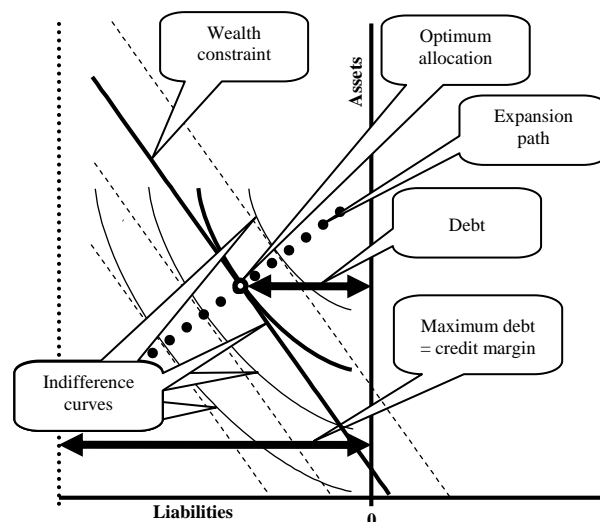 Wealth
constraint
Optimum
allocation
Assets
Expansion
path
Debt
Maximum debt
= credit margin
Indifference
curves
Liabilities
0